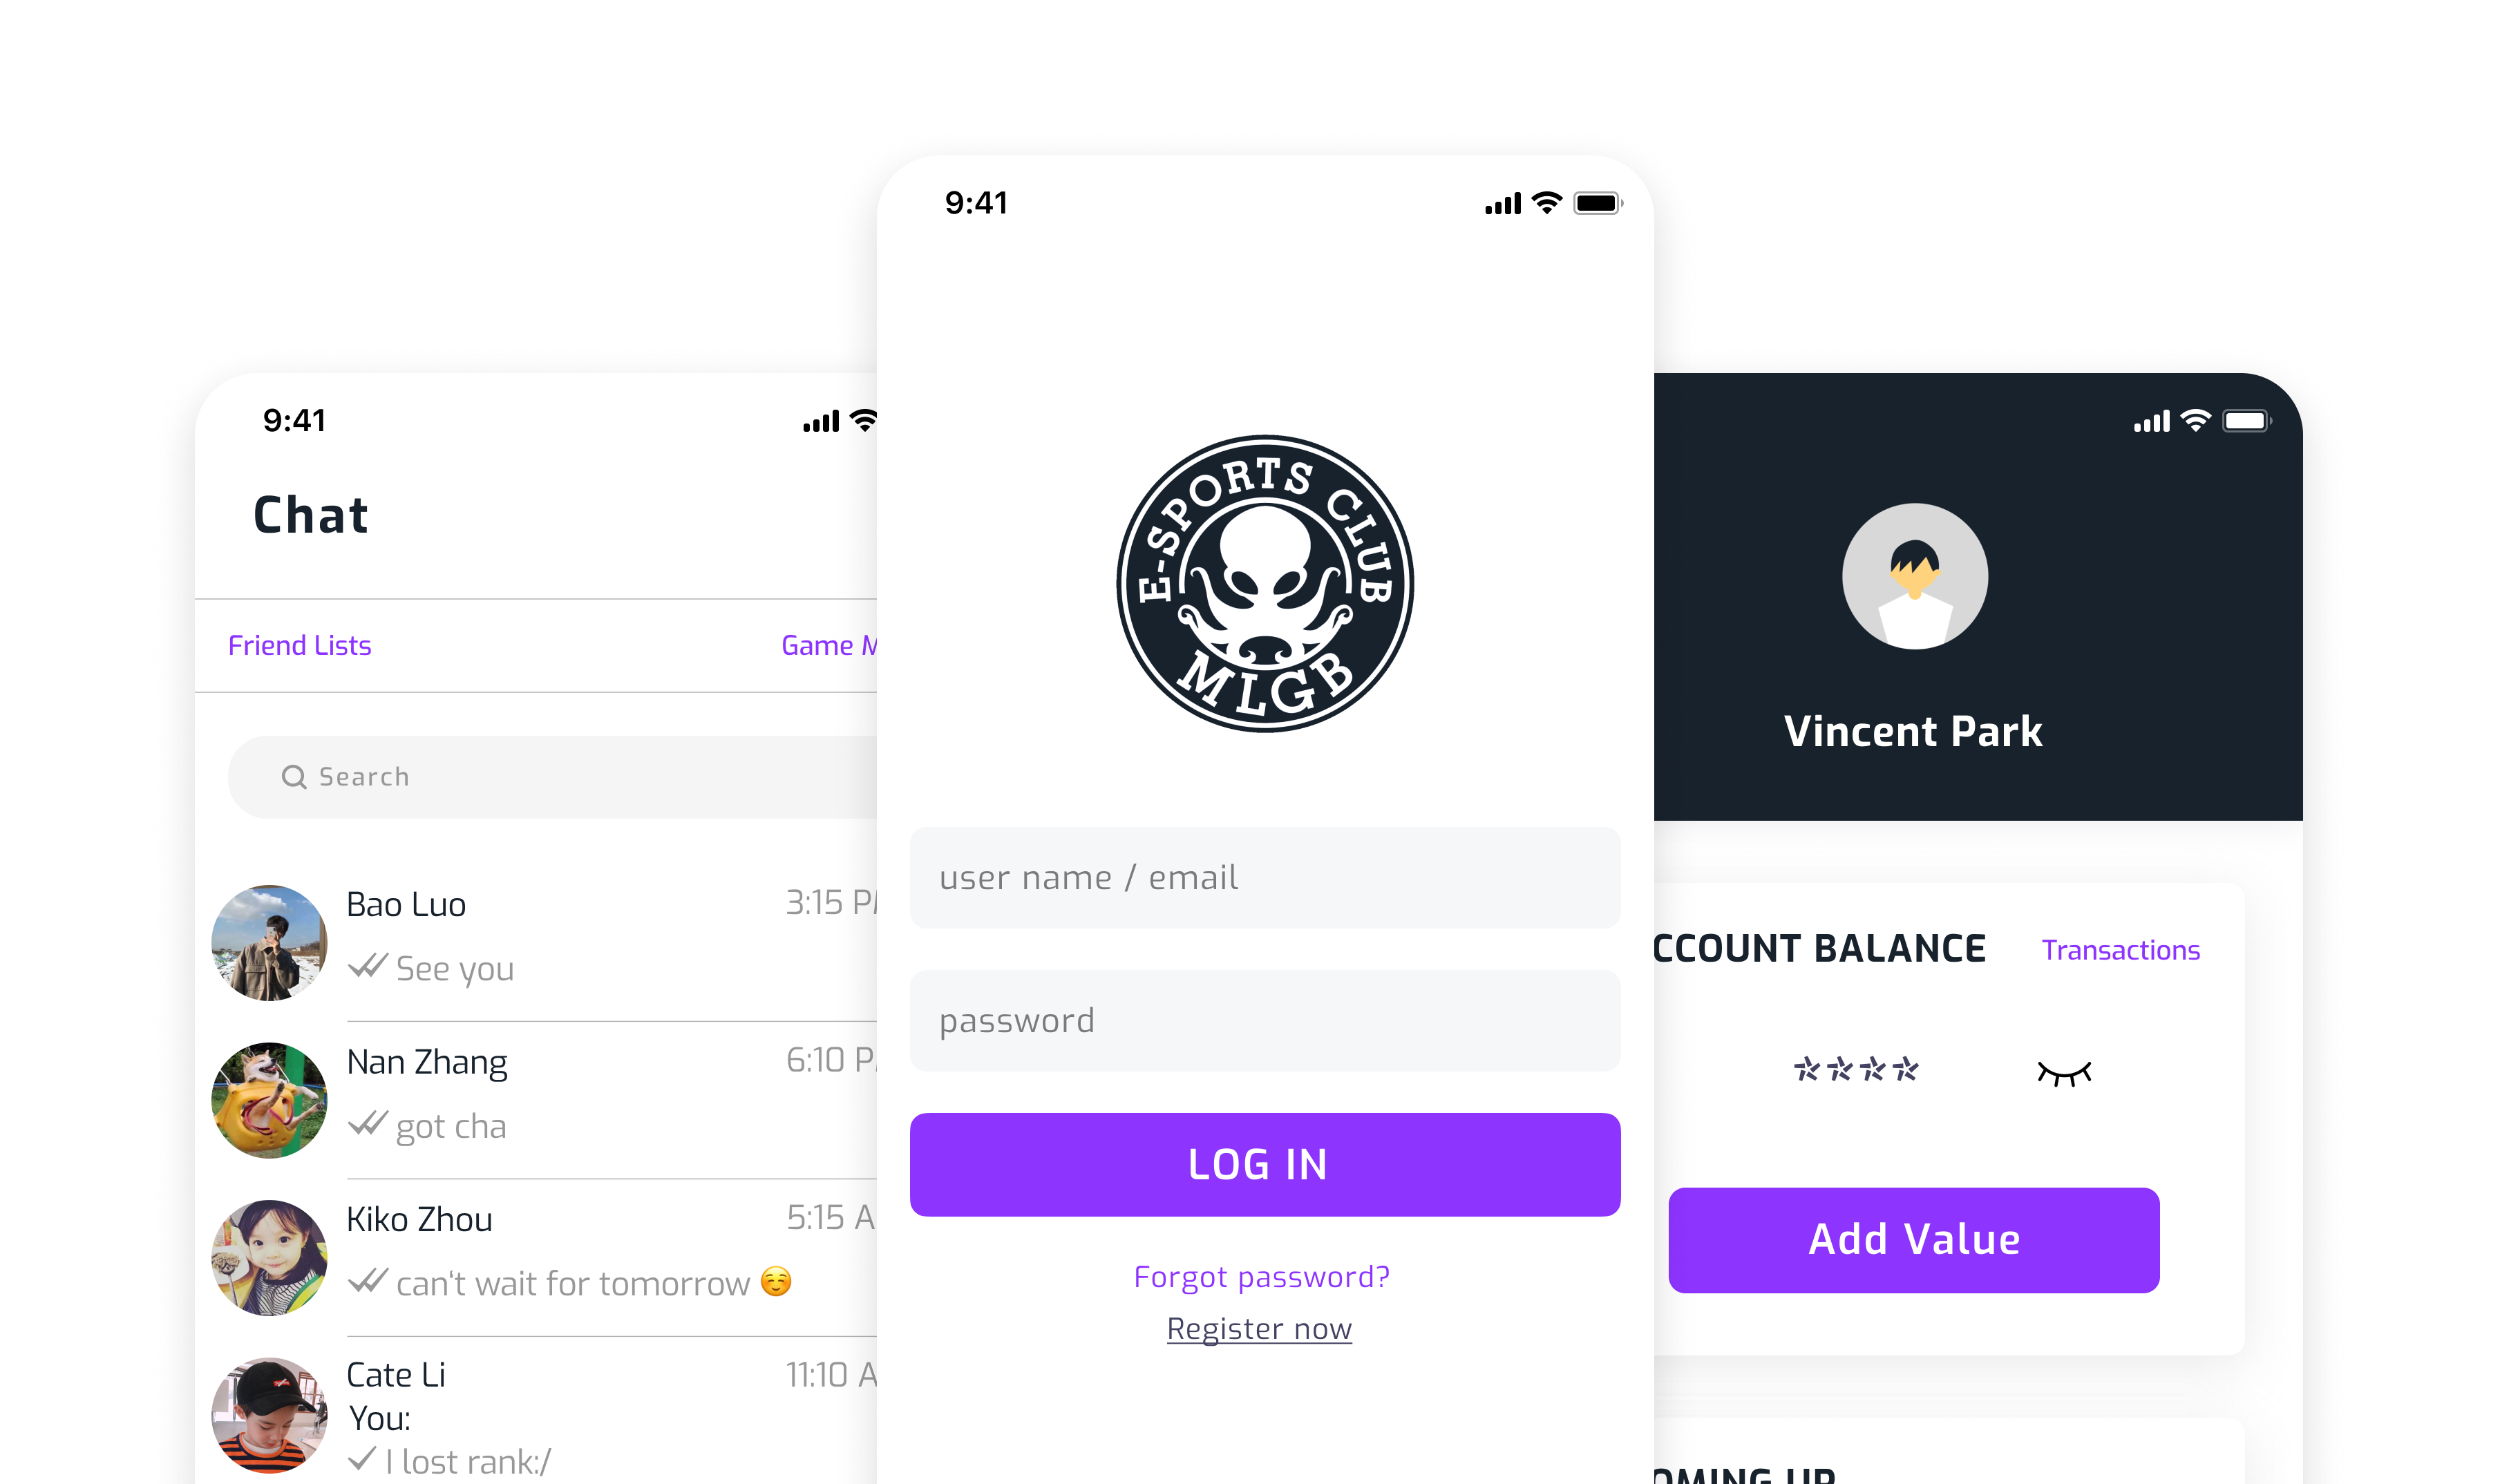 9:41
Chat
Friend Lists
Game
Search
Bao Luo
3:15
See you
Nan Zhang
6:10
got cha
Kiko Zhou
5:15
can't wait for tomorrow ☺️
Cate Li
11:10
You:
I lost rank:/
9:41
E-SPORTS CLUB
MLGB
user name / email
password
LOG IN
Forgot password?
Register now
Vincent Park
CCOUNT BALANCE
Transactions
****
Add Value
OMING UP